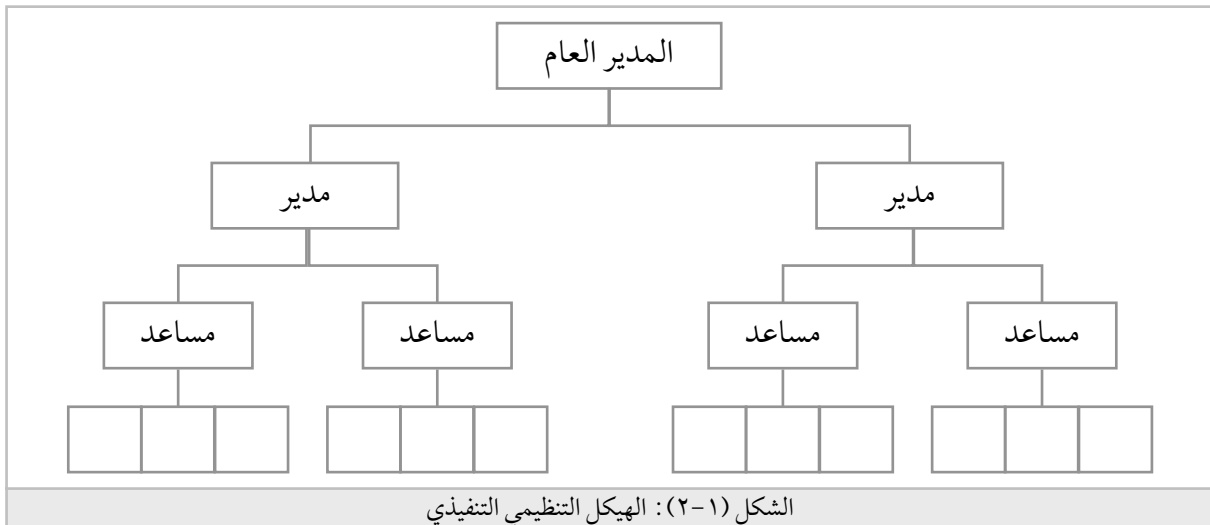 المدير العام
مدير
مدير
مساعد
مساعد
مساعد
مساعد
الشكل (١-٢): الهيكل التنظيمي التنفيذي